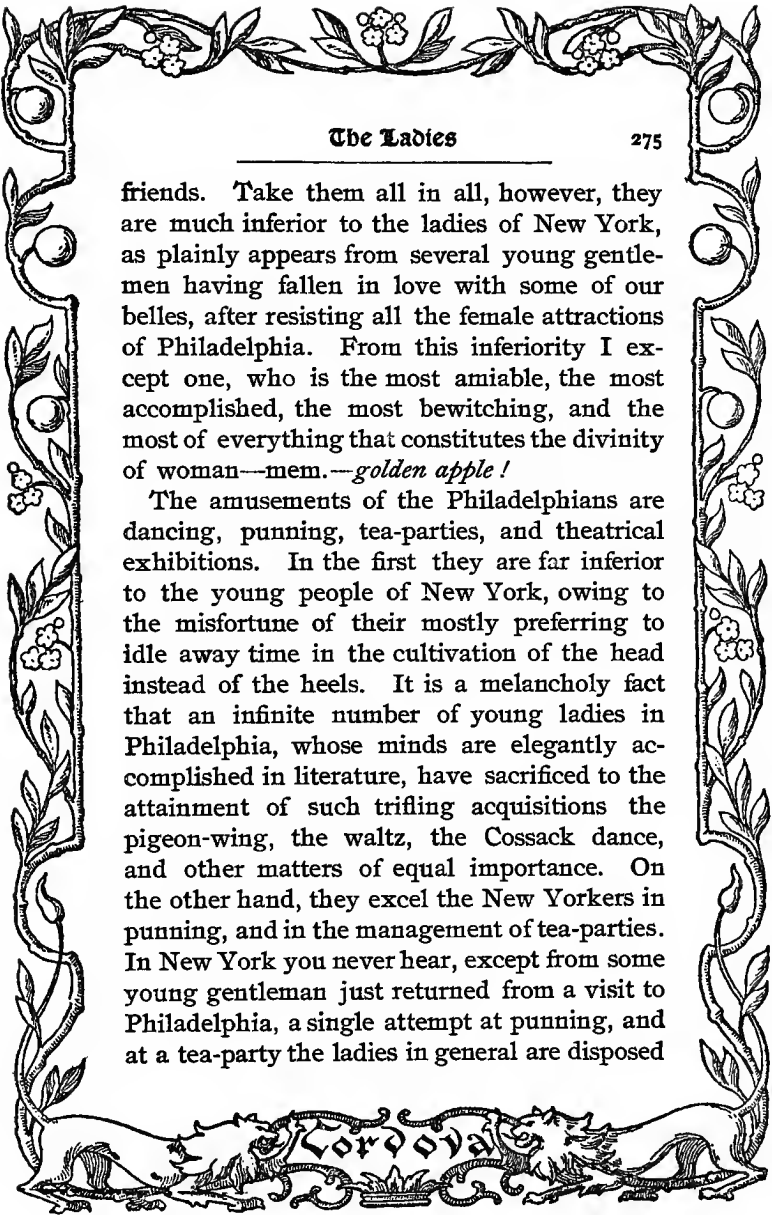 The Ladies 275
friends. Take them all in all, however, they
are much inferior to the ladies of New York,
as plainly appears from several young gentle-
men having fallen in love with some of our
belles, after resisting all the female attractions
of Philadelphia. From this inferiority I ex-
cept one, who is the most amiable, the most
accomplished, the most bewitching, and the
most of everything that constitutes the divinity
of woman—mem.—golden apple !
The amusements of the Philadelphians are
dancing, punning, tea-parties, and theatrical
exhibitions. In the first they are far inferior
to the young people of New York, owing to
the misfortune of their mostly preferring to
idle away time in the cultivation of the head
instead of the heels. It is a melancholy fact
that an infinite number of young ladies in
Philadelphia, whose minds are elegantly ac-
complished in literature, have sacrificed to the
attainment of such trifling acquisitions the
pigeon-wing, the waltz, the Cossack dance,
and other matters of equal importance. On
the other hand, they excel the New Yorkers in
punning, and in the management of tea-parties.
In New York you never hear, except from some
young gentleman just returned from a visit to
Philadelphia, a single attempt at punning, and
at a tea-party the ladies in general are disposed
Cordova